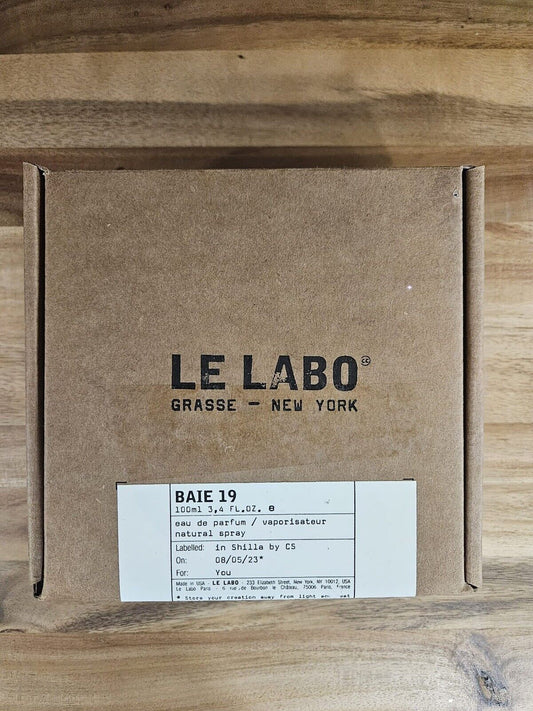 LE LABO
GRASSE — NEW YORK
BAIE 19
100ml 3,4 FL.OZ. e
eau de parfum / vaporisateur
natural spray
Labelled: in Shilla by CS
On: 08/05/23*
For: You
Made in USA · LE LABO · 233 Elizabeth Street, New York, NY 10012, USA
Le Labo Paris · 6 rue de Bourbon le Château, 75006 Paris, France
* Store your creation away from light and